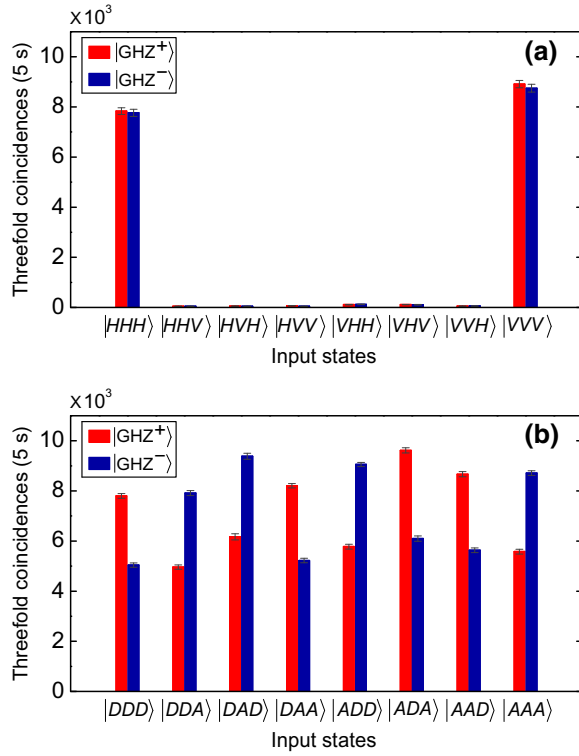 ×10³
(a)
|GHZ⁺⟩
|GHZ⁻⟩
10
8
6
4
2
0
Threefold coincidences (5 s)
|HHH⟩ |HHV⟩ |HVH⟩ |HVV⟩ |VHH⟩ |VHV⟩ |VVH⟩ |VVV⟩
Input states
×10³
(b)
|GHZ⁺⟩
|GHZ⁻⟩
10
8
6
4
2
0
Threefold coincidences (5 s)
|DDD⟩ |DDA⟩ |DAD⟩ |DAA⟩ |ADD⟩ |ADA⟩ |AAD⟩ |AAA⟩
Input states